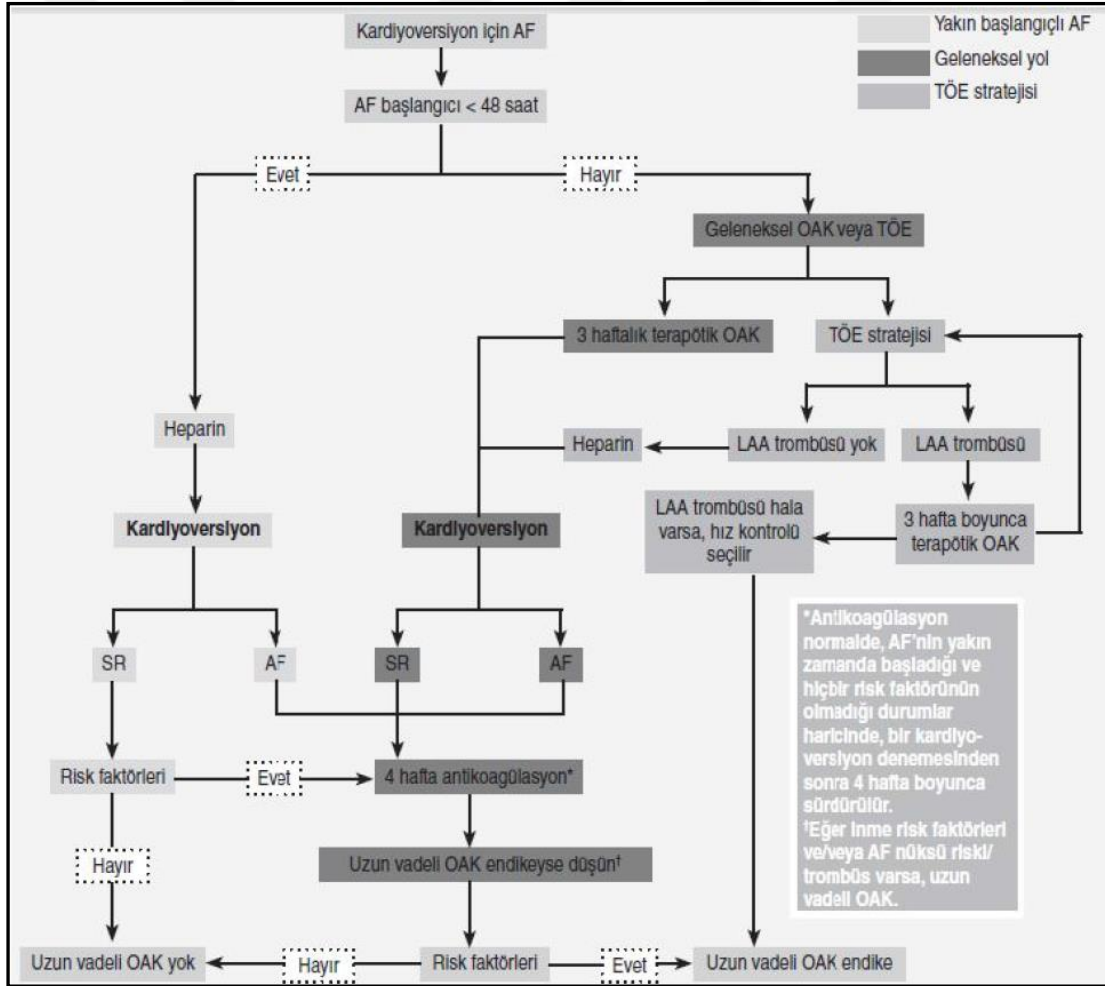 Kardiyoversiyon için AF
Yakın başlangıçlı AF
Geleneksel yol
TÖE stratejisi
AF başlangıcı < 48 saat
Evet
Hayır
Geleneksel OAK veya TÖE
3 haftalık terapötik OAK
TÖE stratejisi
Heparin
Heparin
LAA trombüsü yok
LAA trombüsü
Kardiyoversiyon
Kardiyoversiyon
LAA trombüsü hala
varsa, hız kontrolü
seçilir
3 hafta boyunca
terapötik OAK
SR
AF
SR
AF
*Antikoagülasyon
normalde, AF'nin yakın
zamanda başladığı ve
hiçbir risk faktörünün
olmadığı durumlar
haricinde, bir kardiyo-
versiyon denemesinden
sonra 4 hafta boyunca
sürdürülür.
†Eğer inme risk faktörleri
ve/veya AF nüksü riski/
trombüs varsa, uzun
vadeli OAK.
Risk faktörleri
Evet
4 hafta antikoagülasyon*
Hayır
Uzun vadeli OAK endikeyse düşün†
Uzun vadeli OAK yok
Hayır
Risk faktörleri
Evet
Uzun vadeli OAK endike